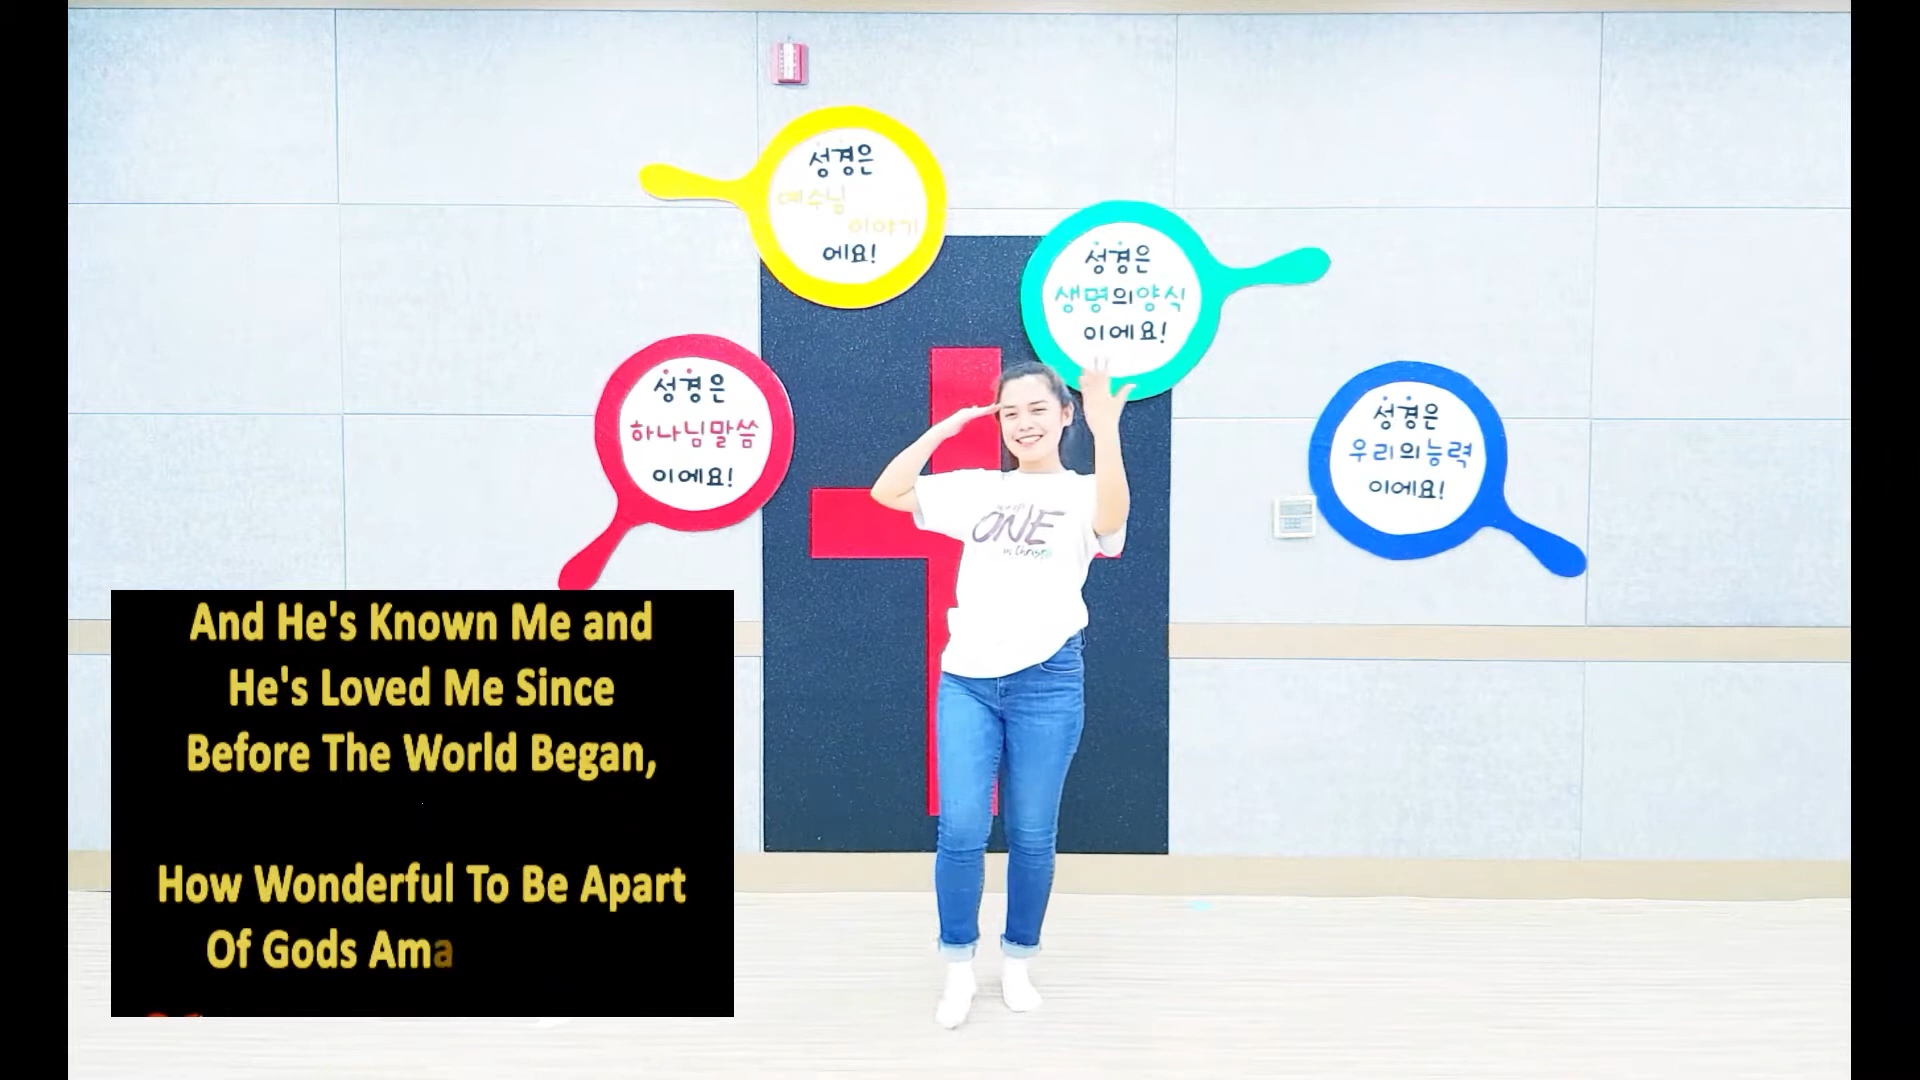 성경은
예수님
이야기
에요!
성경은
생명의양식
이에요!
성경은
하나님말씀
이에요!
성경은
우리의능력
이에요!
ONE
in Christ
And He's Known Me and
He's Loved Me Since
Before The World Began,
How Wonderful To Be Apart
Of Gods Ama